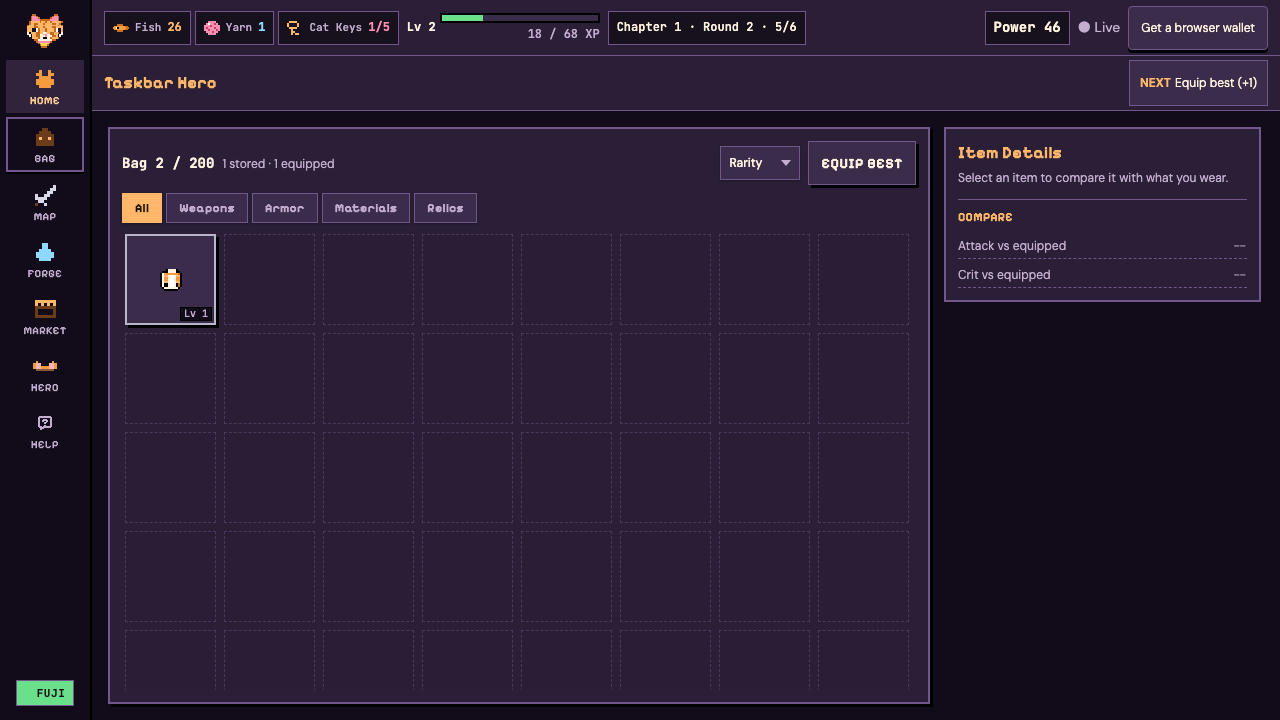 Fish 26
Yarn 1
Cat Keys 1/5
Lv 2
18 / 68 XP
Chapter 1 · Round 2 · 5/6
Power 46
Live
Get a browser wallet
HOME
BAG
MAP
FORGE
MARKET
HERO
HELP
FUJI
Taskbar Hero
NEXT Equip best (+1)
Bag 2 / 200 1 stored · 1 equipped
Rarity
EQUIP BEST
All
Weapons
Armor
Materials
Relics
Lv 1
Item Details
Select an item to compare it with what you wear.
COMPARE
Attack vs equipped —
Crit vs equipped —